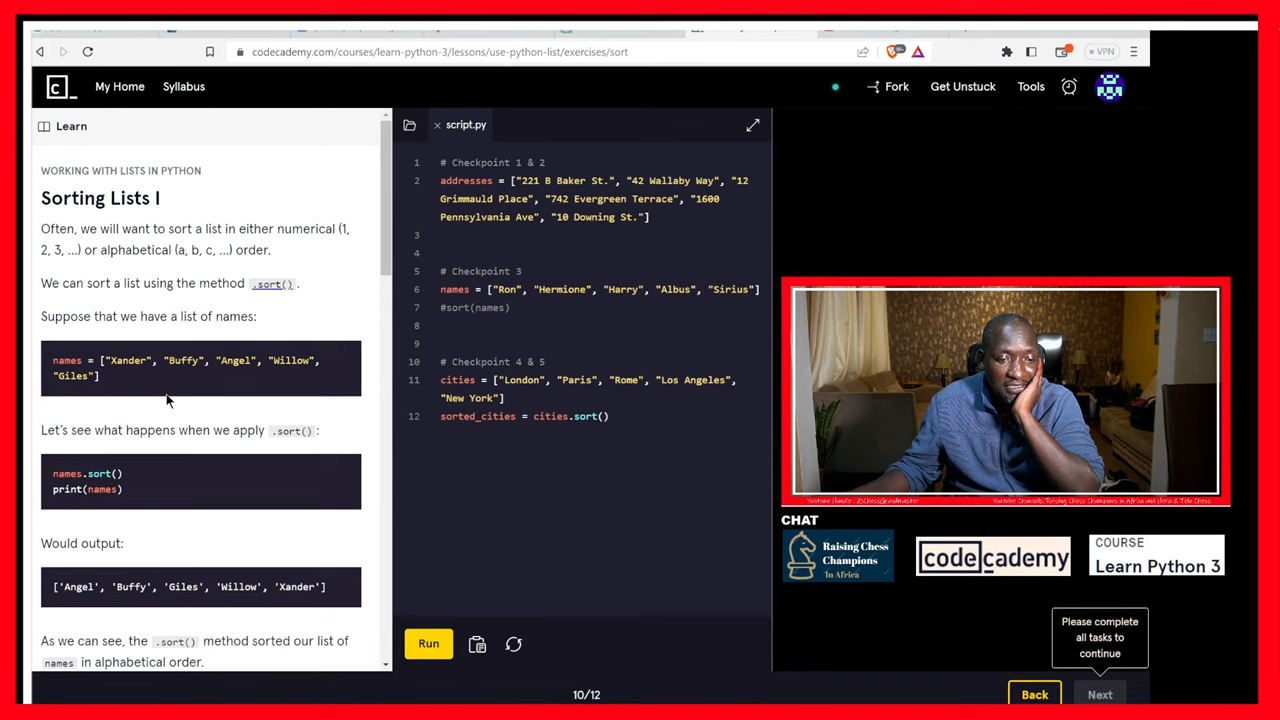 codecademy.com/courses/learn-python-3/lessons/use-python-list/exercises/sort
99+
VPN
c_
My Home
Syllabus
Fork
Get Unstuck
Tools
Learn
WORKING WITH LISTS IN PYTHON
Sorting Lists I
Often, we will want to sort a list in either numerical (1,
2, 3, ...) or alphabetical (a, b, c, ...) order.
We can sort a list using the method .sort() .
Suppose that we have a list of names:
names = ["Xander", "Buffy", "Angel", "Willow",
"Giles"]
Let's see what happens when we apply .sort() :
names.sort()
print(names)
Would output:
['Angel', 'Buffy', 'Giles', 'Willow', 'Xander']
As we can see, the .sort() method sorted our list of
names in alphabetical order.
script.py
1 # Checkpoint 1 & 2
2 addresses = ["221 B Baker St.", "42 Wallaby Way", "12
Grimmauld Place", "742 Evergreen Terrace", "1600
Pennsylvania Ave", "10 Downing St."]
3
4
5 # Checkpoint 3
6 names = ["Ron", "Hermione", "Harry", "Albus", "Sirius"]
7 #sort(names)
8
9
10 # Checkpoint 4 & 5
11 cities = ["London", "Paris", "Rome", "Los Angeles",
"New York"]
12 sorted_cities = cities.sort()
Run
CHAT
Raising Chess
Champions
In Africa
codecademy
COURSE
Learn Python 3
Please complete
all tasks to
continue
10/12
Back
Next